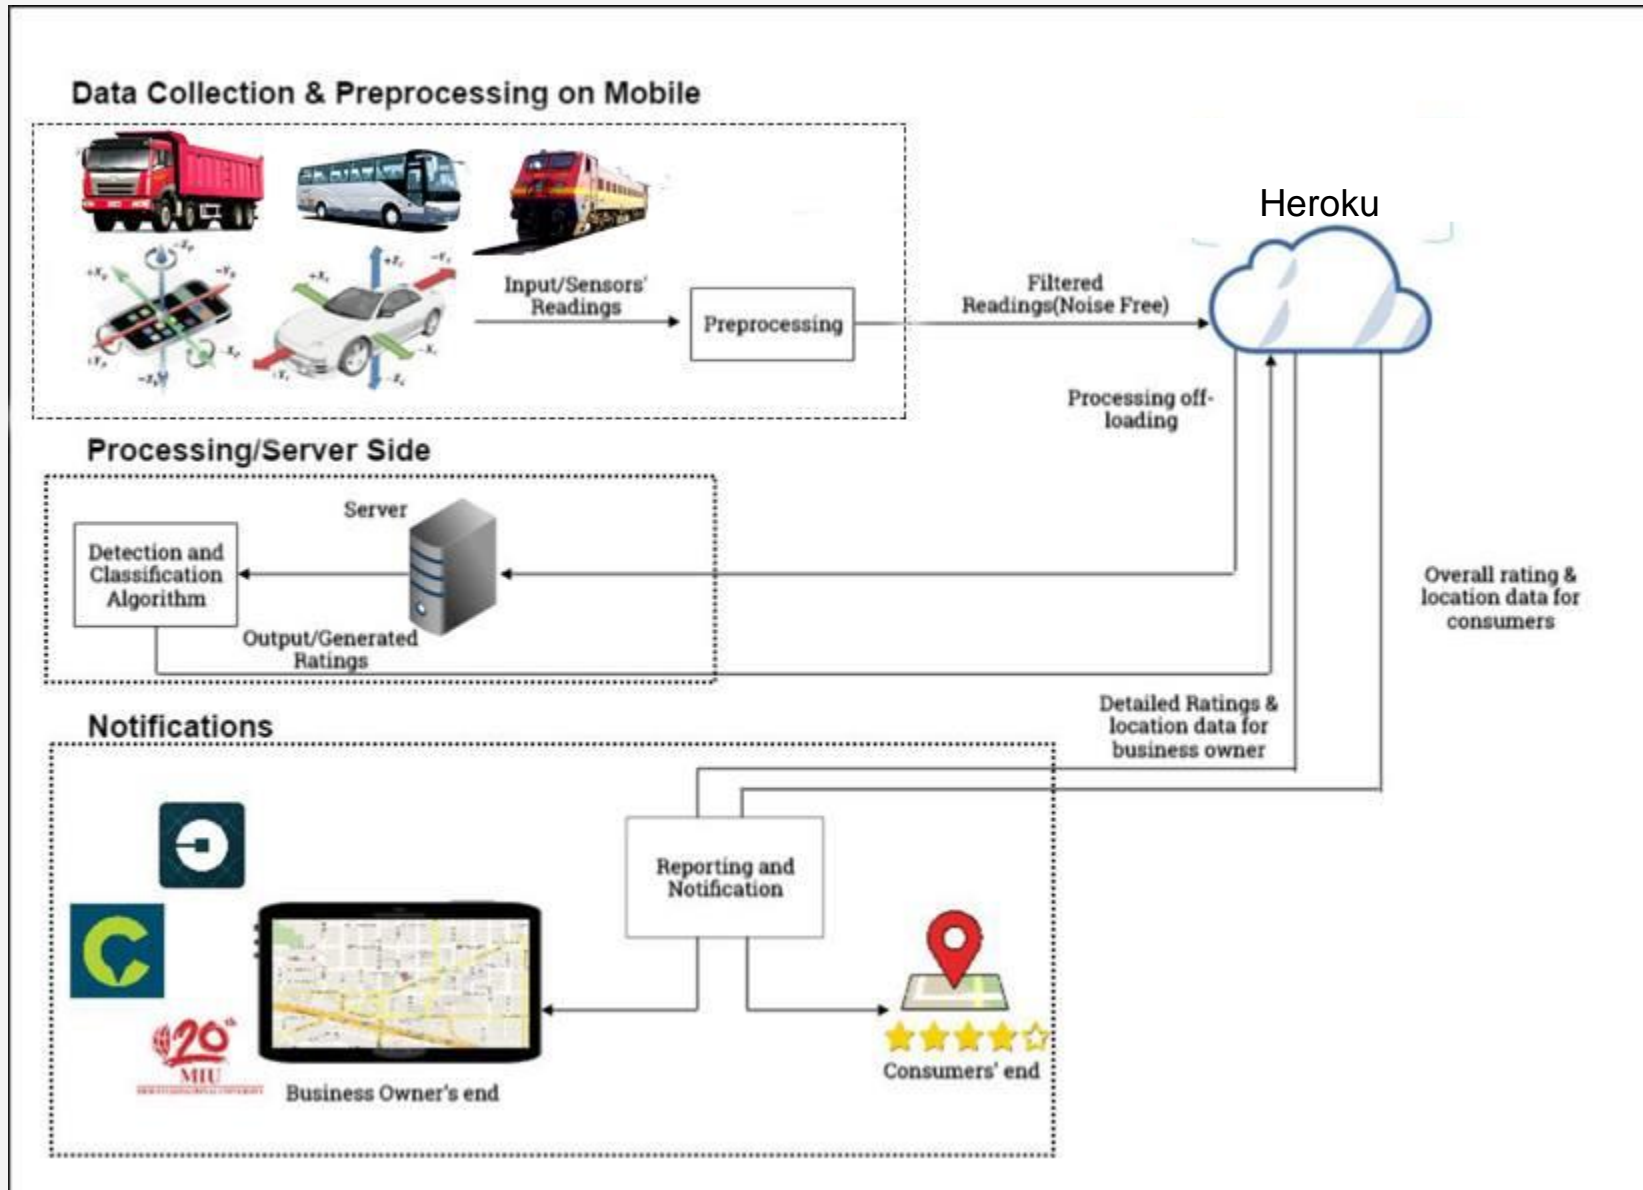 Data Collection & Preprocessing on Mobile
Heroku
Input/Sensors'
Readings
Preprocessing
Filtered
Readings(Noise Free)
Processing off-
loading
Processing/Server Side
Server
Detection and
Classification
Algorithm
Output/Generated
Ratings
Overall rating &
location data for
consumers
Detailed Ratings &
location data for
business owner
Notifications
Reporting and
Notification
20th
MIU
Business Owner's end
Consumers' end